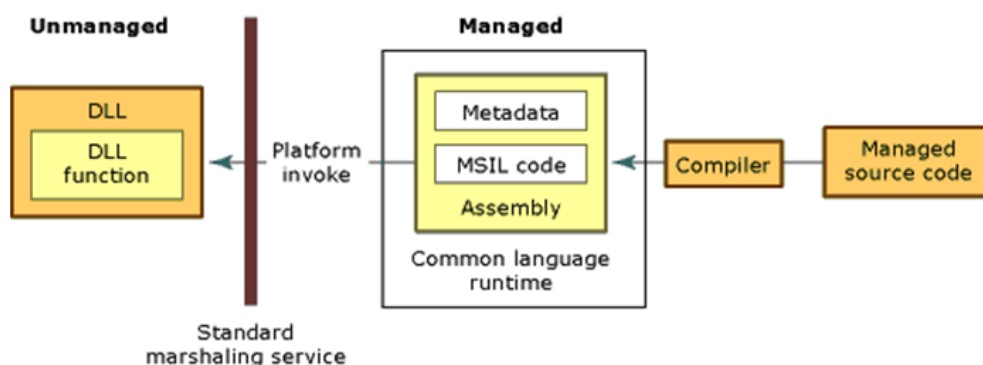 Unmanaged
Managed
DLL
DLL
function
Platform
invoke
Metadata
MSIL code
Assembly
Common language
runtime
Compiler
Managed
source code
Standard
marshaling service